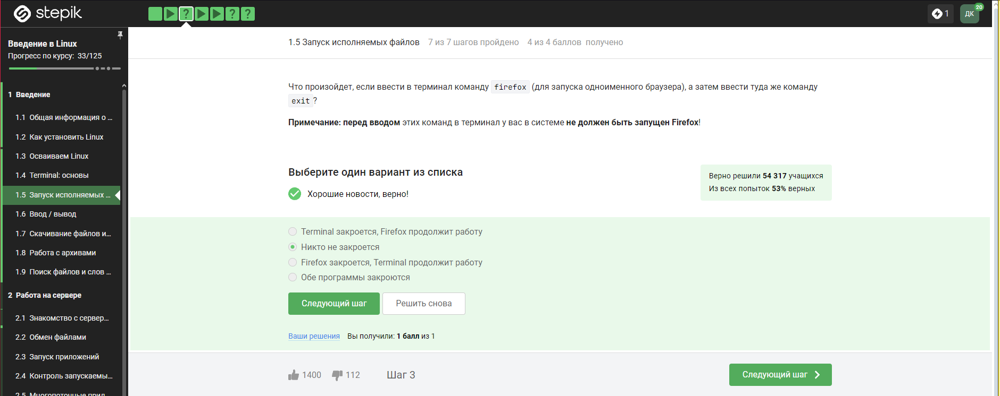 stepik
? ? ?
1
ДК
20
Введение в Linux
Прогресс по курсу: 33/125
1 Введение
1.1 Общая информация о ...
1.2 Как установить Linux
1.3 Осваиваем Linux
1.4 Terminal: основы
1.5 Запуск исполняемых ...
1.6 Ввод / вывод
1.7 Скачивание файлов и...
1.8 Работа с архивами
1.9 Поиск файлов и слов ...
2 Работа на сервере
2.1 Знакомство с сервер...
2.2 Обмен файлами
2.3 Запуск приложений
2.4 Контроль запускаемы...
2.5 Многопоточные прил...
1.5 Запуск исполняемых файлов 7 из 7 шагов пройдено 4 из 4 баллов получено
Что произойдет, если ввести в терминал команду firefox (для запуска одноименного браузера), а затем ввести туда же команду
exit ?
Примечание: перед вводом этих команд в терминал у вас в системе не должен быть запущен Firefox!
Выберите один вариант из списка
Хорошие новости, верно!
Верно решили 54 317 учащихся
Из всех попыток 53% верных
Terminal закроется, Firefox продолжит работу
Никто не закроется
Firefox закроется, Terminal продолжит работу
Обе программы закроются
Следующий шаг
Решить снова
Ваши решения Вы получили: 1 балл из 1
1400 112 Шаг 3
Следующий шаг